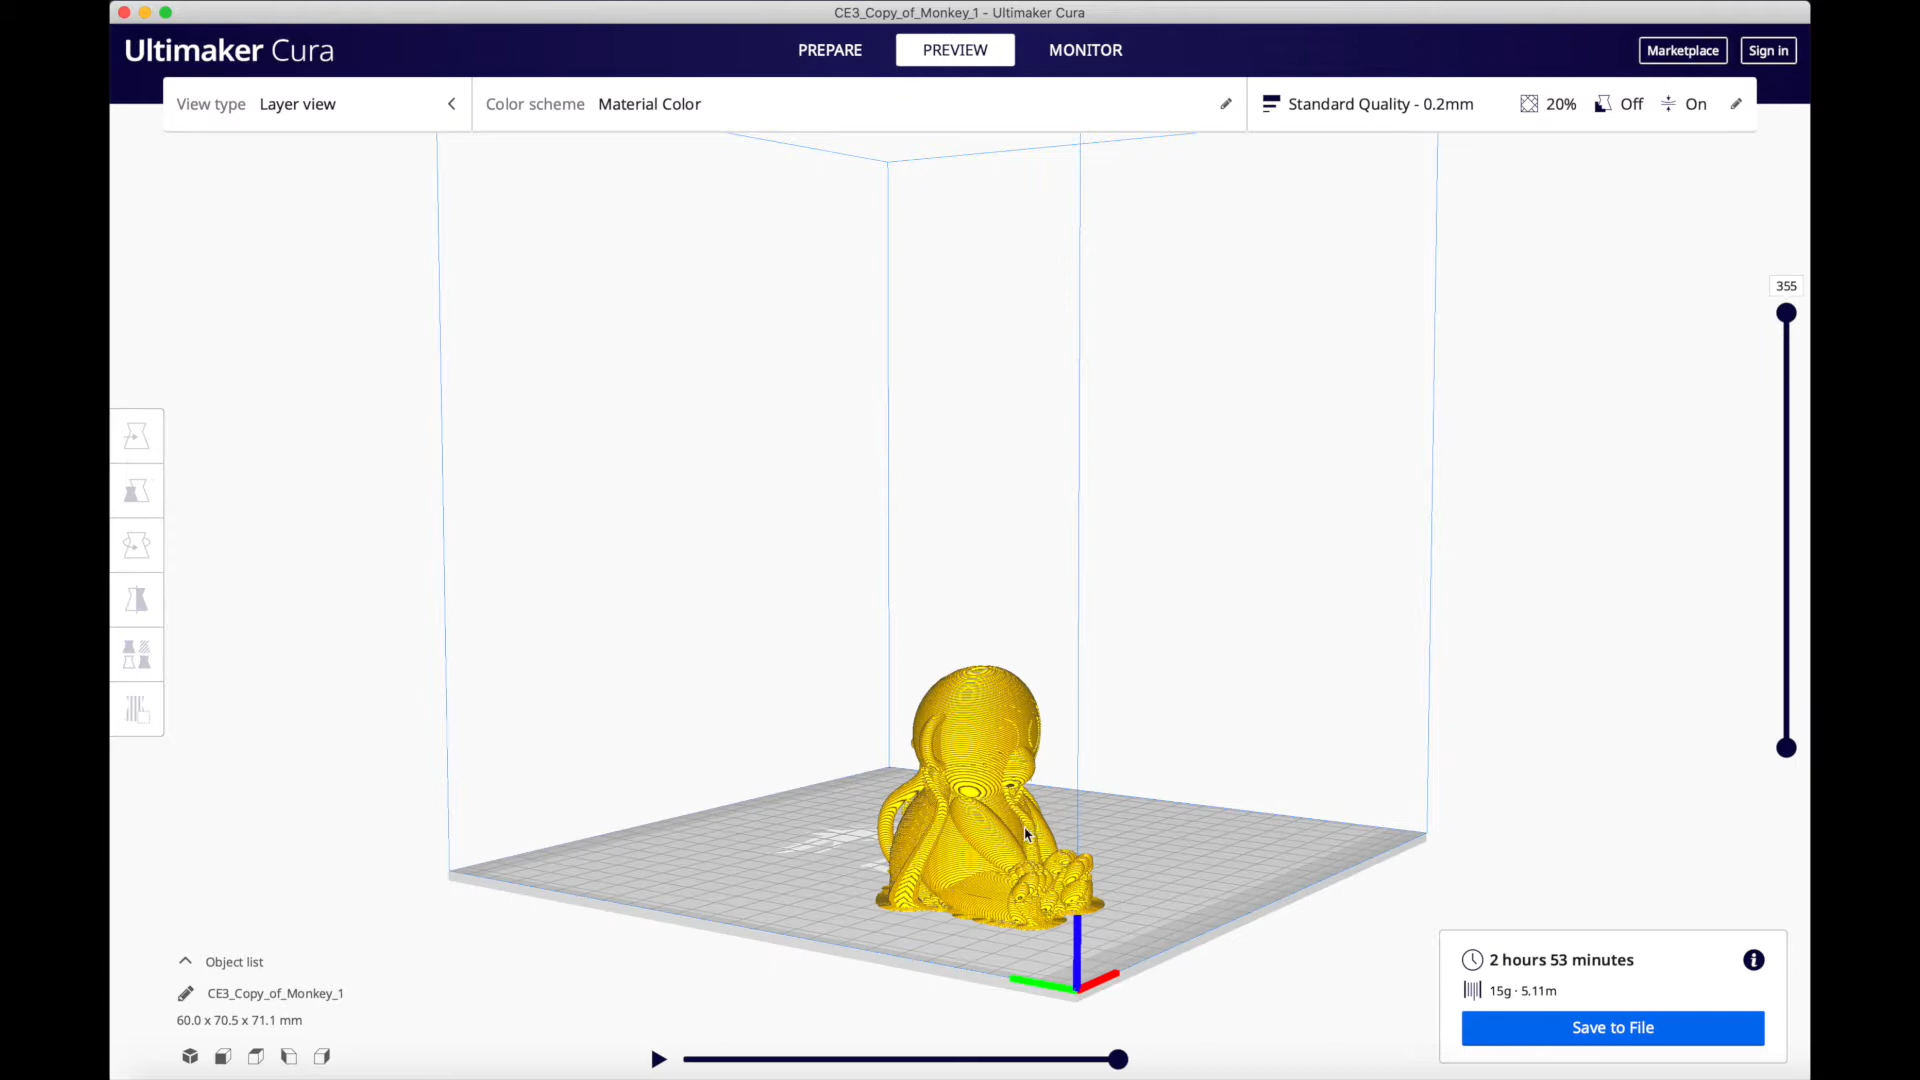 CE3_Copy_of_Monkey_1 - Ultimaker Cura
Ultimaker Cura
PREPARE
PREVIEW
MONITOR
Marketplace
Sign in
View type Layer view
Color scheme Material Color
Standard Quality - 0.2mm
20%
Off
On
355
Object list
CE3_Copy_of_Monkey_1
60.0 x 70.5 x 71.1 mm
2 hours 53 minutes
15g · 5.11m
Save to File